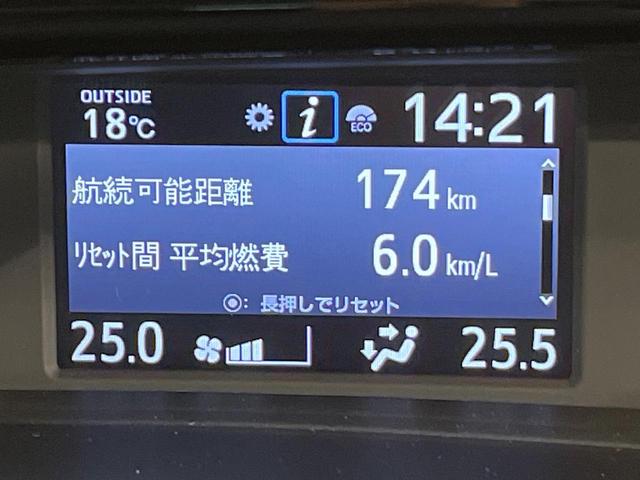 OUTSIDE
18℃ i ECO 14:21
航続可能距離 174 km
リセット間 平均燃費 6.0 km/L
◉: 長押しでリセット
25.0 25.5